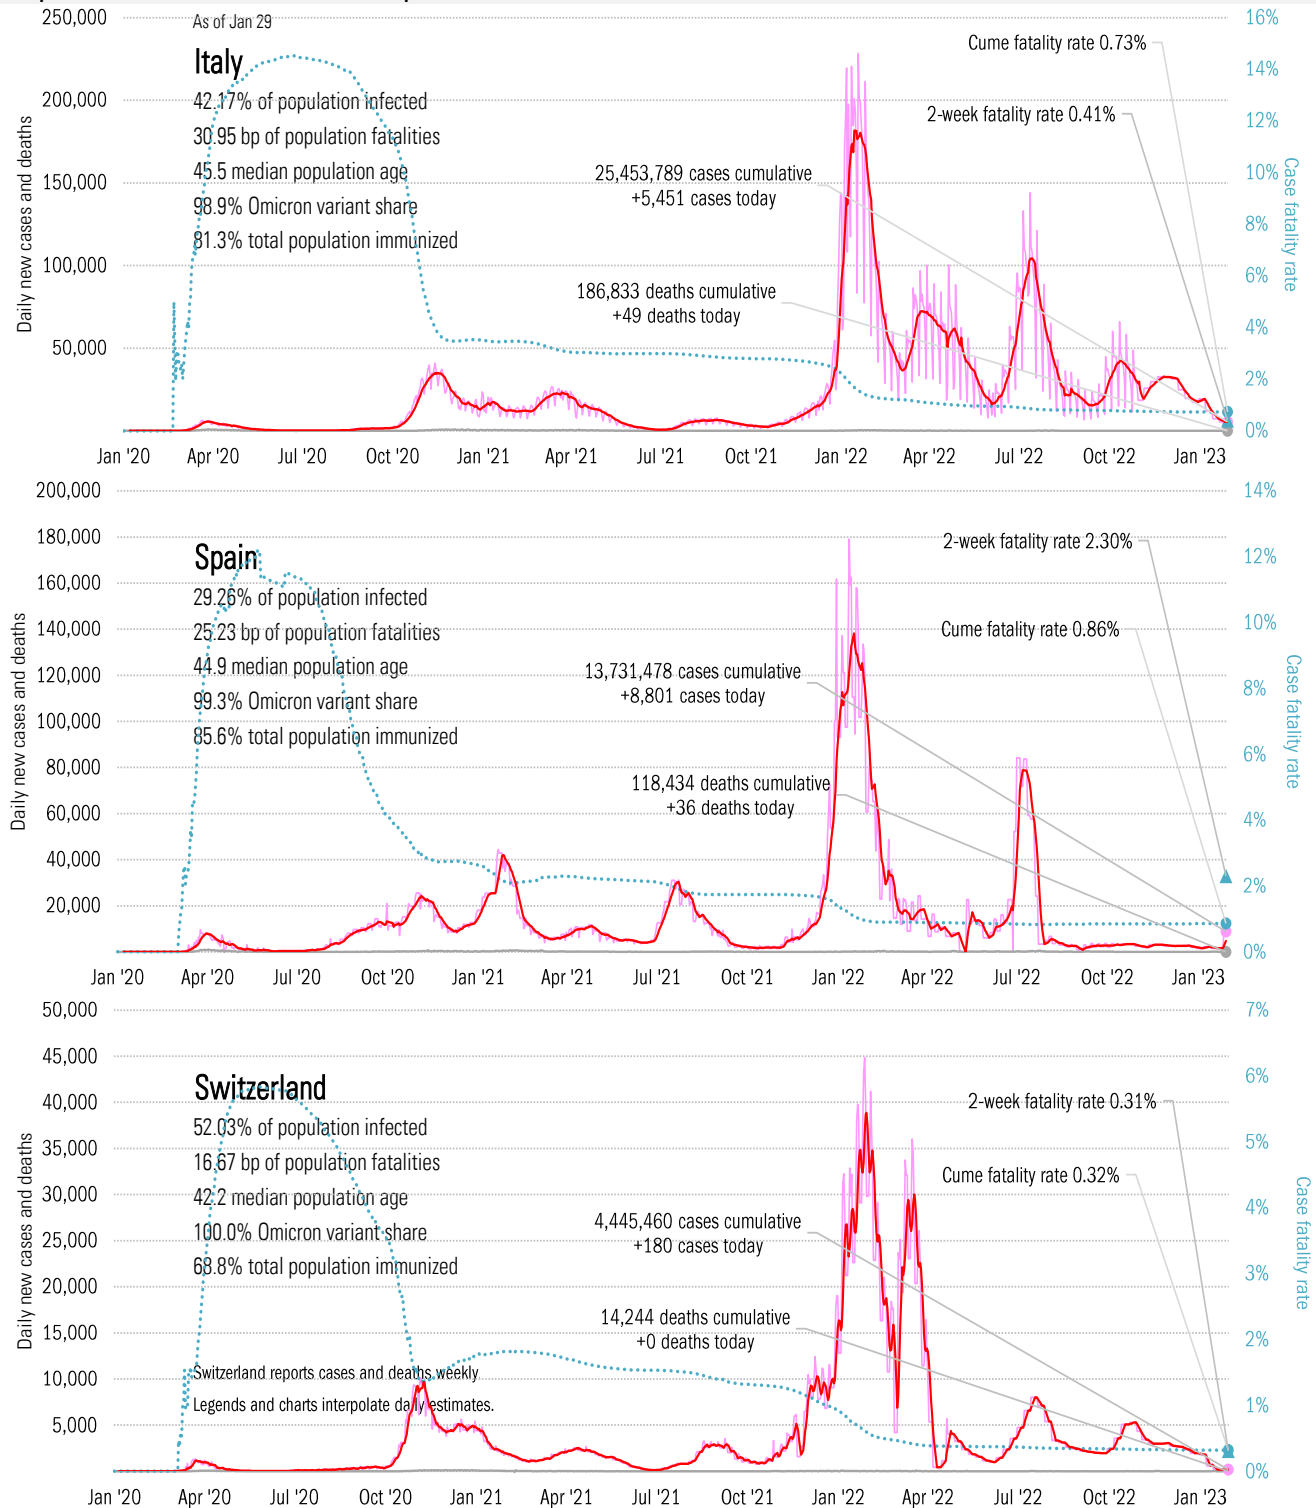 As of Jan 29
Italy
42.17% of population infected
30.95 bp of population fatalities
45.5 median population age
98.9% Omicron variant share
81.3% total population immunized
Cume fatality rate 0.73%
2-week fatality rate 0.41%
25,453,789 cases cumulative
+5,451 cases today
186,833 deaths cumulative
+49 deaths today
Daily new cases and deaths
250,000
200,000
150,000
100,000
50,000
16%
14%
12%
10%
8%
6%
4%
2%
0%
Case fatality rate
Jan '20 Apr '20 Jul '20 Oct '20 Jan '21 Apr '21 Jul '21 Oct '21 Jan '22 Apr '22 Jul '22 Oct '22 Jan '23
Spain
29.26% of population infected
25.23 bp of population fatalities
44.9 median population age
99.3% Omicron variant share
85.6% total population immunized
2-week fatality rate 2.30%
Cume fatality rate 0.86%
13,731,478 cases cumulative
+8,801 cases today
118,434 deaths cumulative
+36 deaths today
Daily new cases and deaths
200,000
180,000
160,000
140,000
120,000
100,000
80,000
60,000
40,000
20,000
14%
12%
10%
8%
6%
4%
2%
0%
Case fatality rate
Jan '20 Apr '20 Jul '20 Oct '20 Jan '21 Apr '21 Jul '21 Oct '21 Jan '22 Apr '22 Jul '22 Oct '22 Jan '23
Switzerland
52.03% of population infected
16.67 bp of population fatalities
42.2 median population age
100.0% Omicron variant share
68.8% total population immunized
2-week fatality rate 0.31%
Cume fatality rate 0.32%
4,445,460 cases cumulative
+180 cases today
14,244 deaths cumulative
+0 deaths today
Switzerland reports cases and deaths weekly
Legends and charts interpolate daily estimates.
Daily new cases and deaths
50,000
45,000
40,000
35,000
30,000
25,000
20,000
15,000
10,000
5,000
7%
6%
5%
4%
3%
2%
1%
0%
Case fatality rate
Jan '20 Apr '20 Jul '20 Oct '20 Jan '21 Apr '21 Jul '21 Oct '21 Jan '22 Apr '22 Jul '22 Oct '22 Jan '23